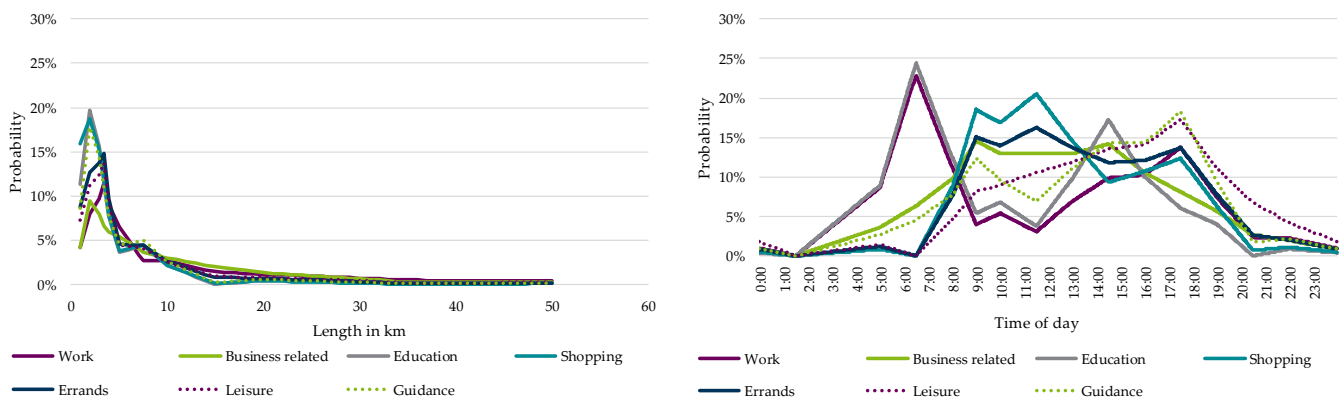 30%
25%
20%
15%
10%
5%
0%
Probability
0 10 20 30 40 50 60
Length in km
Work Business related Education Shopping
Errands Leisure Guidance
30%
25%
20%
15%
10%
5%
0%
Probability
0:00 1:00 2:00 3:00 4:00 5:00 6:00 7:00 8:00 9:00 10:00 11:00 12:00 13:00 14:00 15:00 16:00 17:00 18:00 19:00 20:00 21:00 22:00 23:00
Time of day
Work Business related Education Shopping
Errands Leisure Guidance